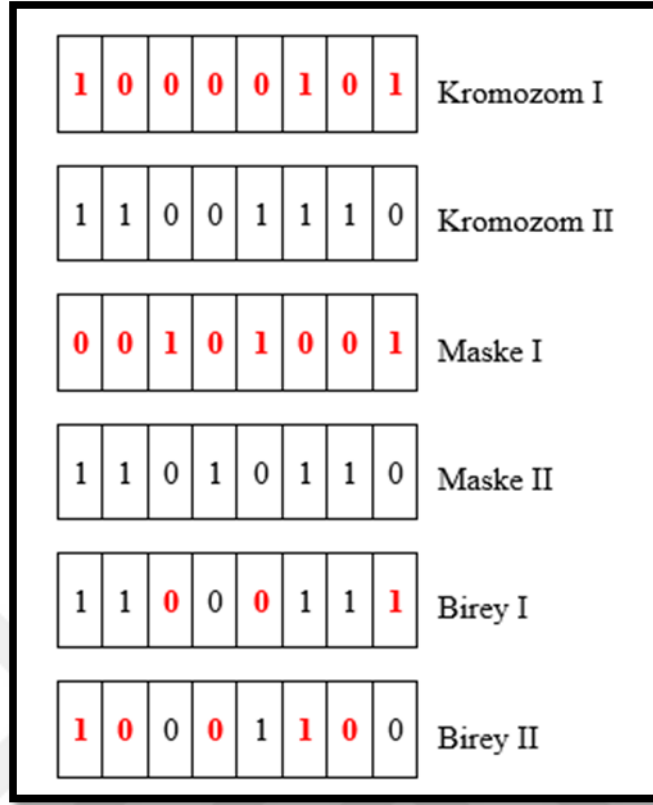 1 0 0 0 0 1 0 1 Kromozom I
1 1 0 0 1 1 1 0 Kromozom II
0 0 1 0 1 0 0 1 Maske I
1 1 0 1 0 1 1 0 Maske II
1 1 0 0 0 1 1 1 Birey I
1 0 0 0 1 1 0 0 Birey II